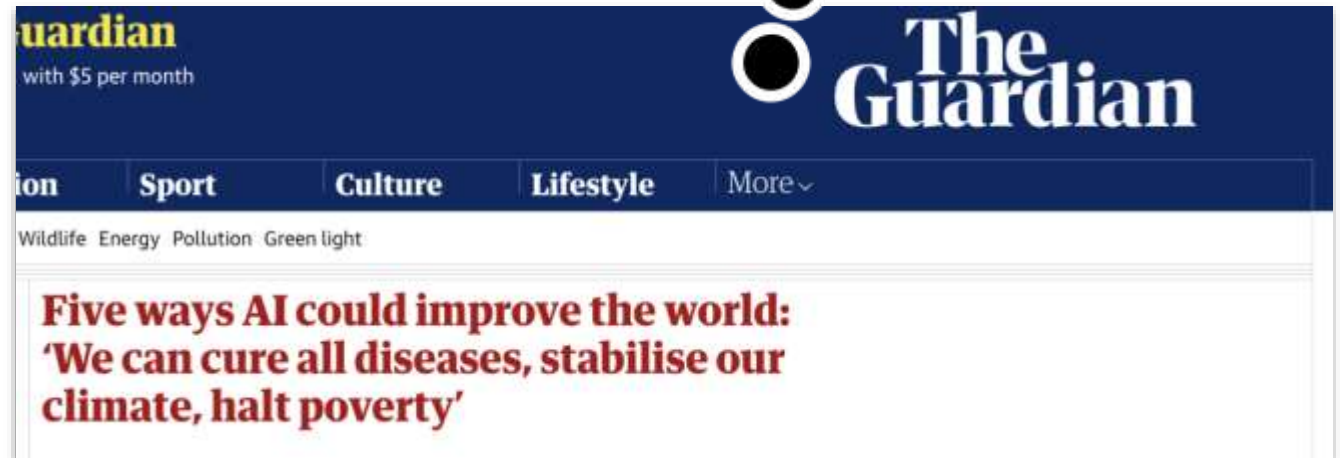 uardian
with $5 per month
The
Guardian
ion Sport Culture Lifestyle More
Wildlife Energy Pollution Green light
Five ways AI could improve the world:
‘We can cure all diseases, stabilise our
climate, halt poverty’